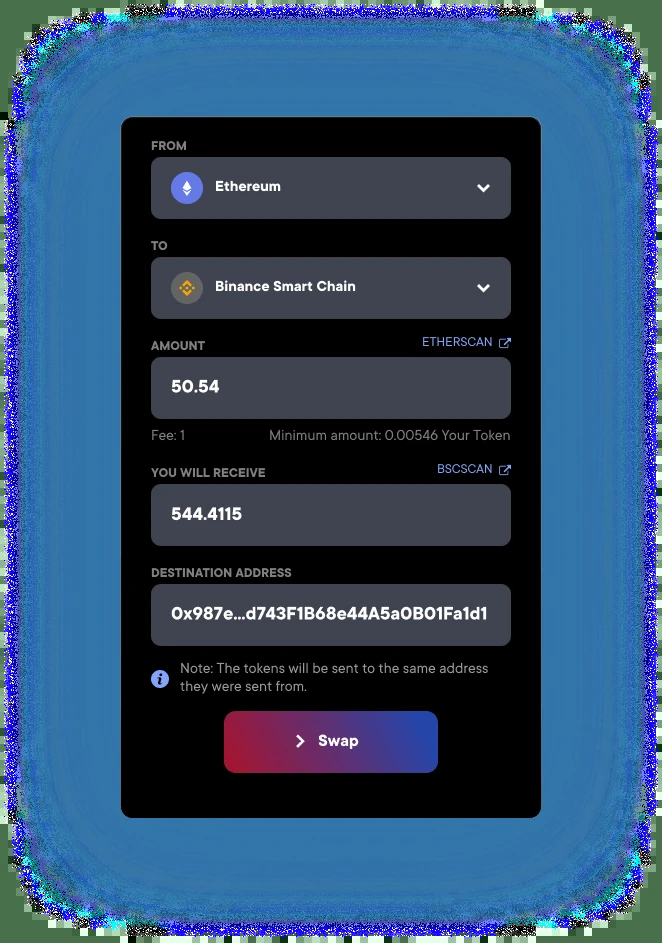 FROM
Ethereum
TO
Binance Smart Chain
AMOUNT
ETHERSCAN
50.54
Fee: 1
Minimum amount: 0.00546 Your Token
YOU WILL RECEIVE
BSCSCAN
544.4115
DESTINATION ADDRESS
0x987e...d743F1B68e44A5a0B01Fa1d1
Note: The tokens will be sent to the same address
they were sent from.
Swap